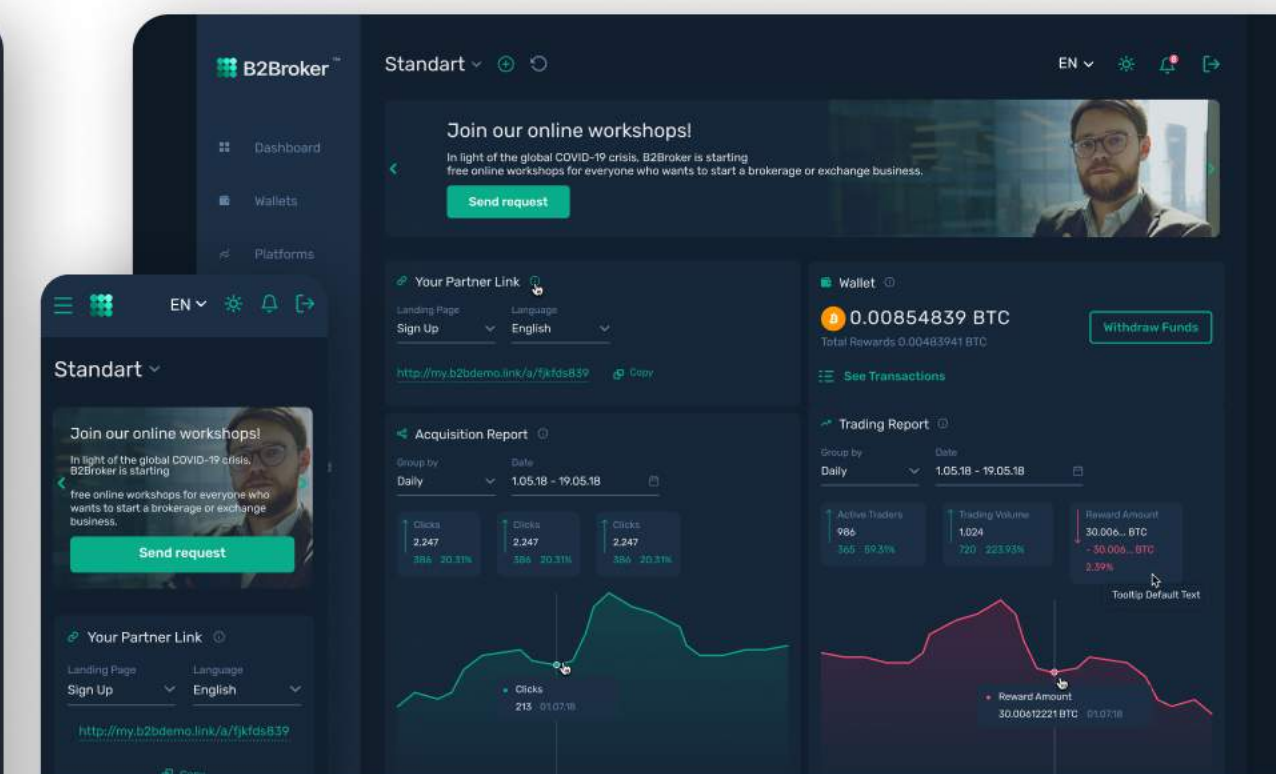 B2Broker™
Dashboard
Wallets
Platforms
Standart
EN
8
Join our online workshops!
In light of the global COVID-19 crisis, B2Broker is starting
free online workshops for everyone who wants to start a brokerage or exchange business.
Send request
Your Partner Link
Landing Page Language
Sign Up English
http://my.b2bdemo.link/a/fjkfds839 Copy
Wallet
0.00854839 BTC
Total Rewards 0.00483941 BTC
Withdraw Funds
See Transactions
Acquisition Report
Group by Date
Daily 1.05.18 - 19.05.18
Clicks Clicks Clicks
2.247 2.247 2.247
386 20.31% 386 20.31% 386 20.31%
Clicks
213 01.07.18
Trading Report
Group by Date
Daily 1.05.18 - 19.05.18
Active Traders Trading Volume Reward Amount
986 1.024 30.006... BTC
365 59.31% 720 223.93% - 30.006... BTC
2.39%
Tooltip Default Text
Reward Amount
30.00612221 BTC 01.07.18
EN
Standart
Join our online workshops!
In light of the global COVID-19 crisis,
B2Broker is starting
free online workshops for everyone who
wants to start a brokerage or exchange
business.
Send request
Your Partner Link
Landing Page Language
Sign Up English
http://my.b2bdemo.link/a/fjkfds839
Copy